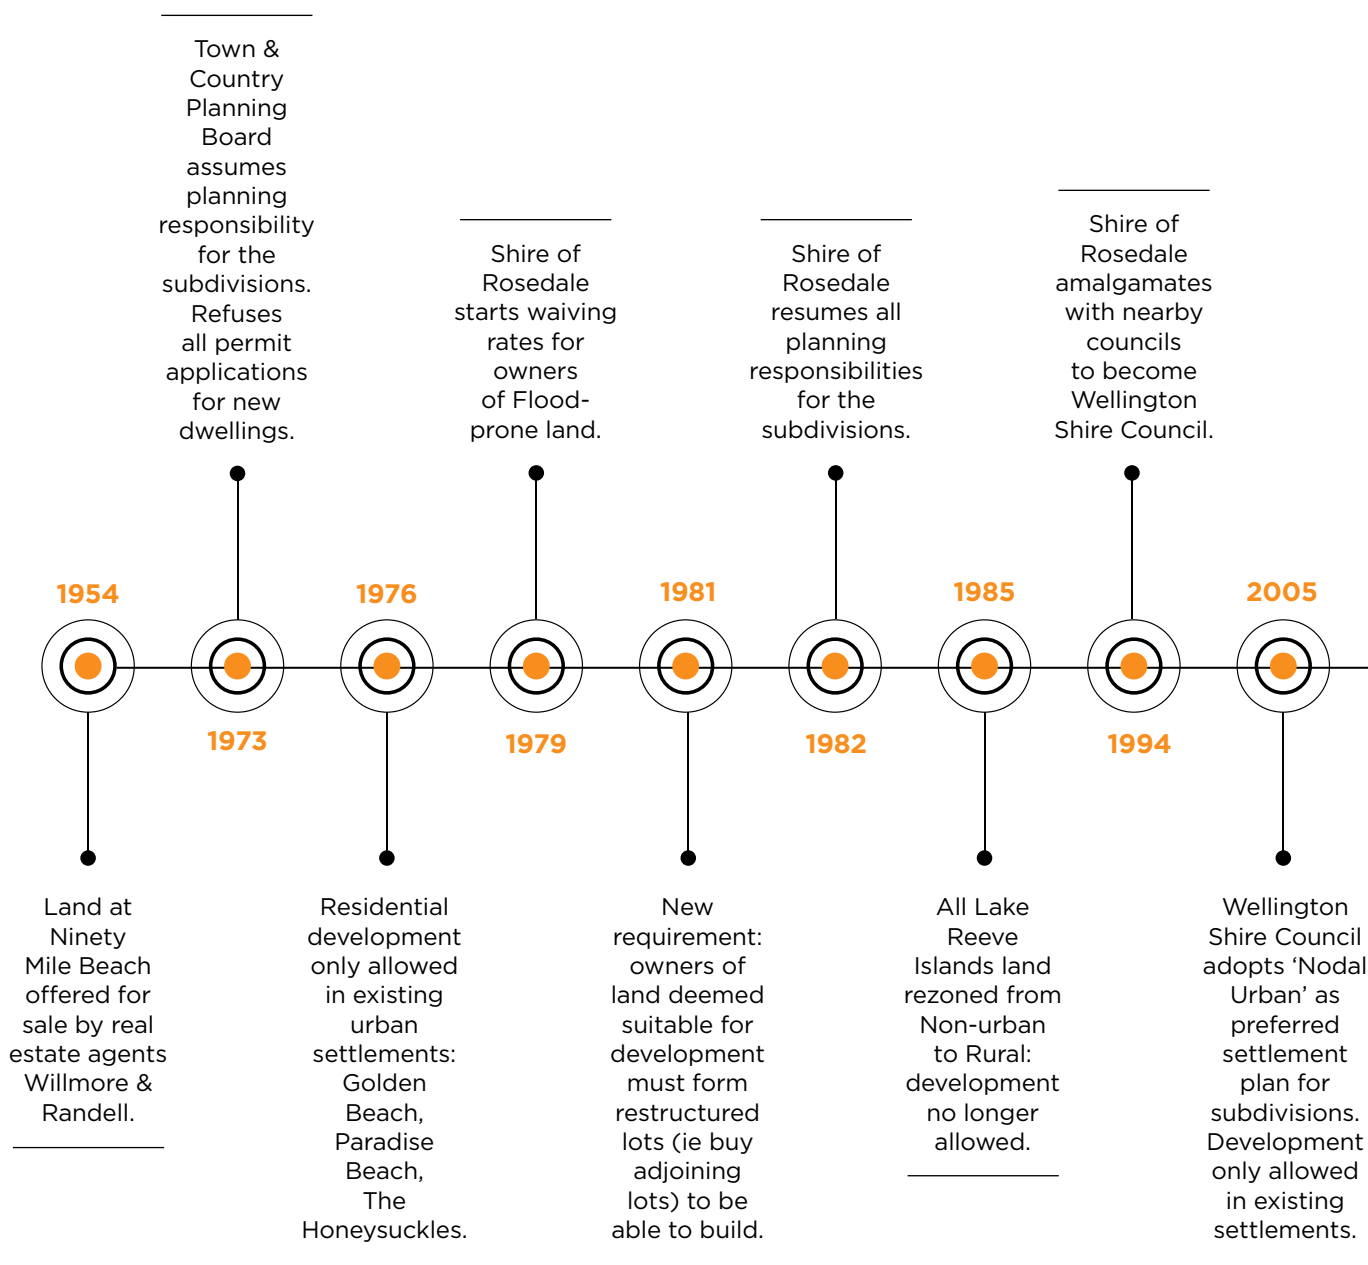 Town &
Country
Planning
Board
assumes
planning
responsibility
for the
subdivisions.
Refuses
all permit
applications
for new
dwellings.
Shire of
Rosedale
starts waiving
rates for
owners
of Flood-
prone land.
Shire of
Rosedale
resumes all
planning
responsibilities
for the
subdivisions.
Shire of
Rosedale
amalgamates
with nearby
councils
to become
Wellington
Shire Council.
1954
1976
1981
1985
2005
1973
1979
1982
1994
Land at
Ninety
Mile Beach
offered for
sale by real
estate agents
Willmore &
Randell.
Residential
development
only allowed
in existing
urban
settlements:
Golden
Beach,
Paradise
Beach,
The
Honeysuckles.
New
requirement:
owners of
land deemed
suitable for
development
must form
restructured
lots (ie buy
adjoining
lots) to be
able to build.
All Lake
Reeve
Islands land
rezoned from
Non-urban
to Rural:
development
no longer
allowed.
Wellington
Shire Council
adopts ‘Nodal
Urban’ as
preferred
settlement
plan for
subdivisions.
Development
only allowed
in existing
settlements.